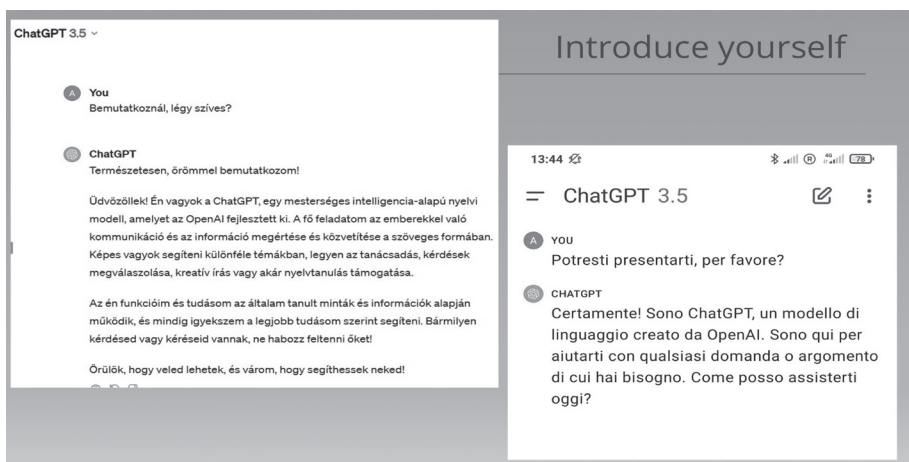 ChatGPT 3.5
A
You
Bemutatkoznál, légy szíves?
ChatGPT
Természetesen, örömmel bemutatkozom!
Üdvözöllek! Én vagyok a ChatGPT, egy mesterséges intelligencia-alapú nyelvi
modell, amelyet az OpenAI fejlesztett ki. A fő feladatom az emberekkel való
kommunikáció és az információ megértése és közvetítése a szöveges formában.
Képes vagyok segíteni különféle témákban, legyen az tanácsadás, kérdések
megválaszolása, kreatív írás vagy akár nyelvtanulás támogatása.
Az én funkcióim és tudásom az általam tanult minták és információk alapján
működik, és mindig igyekszem a legjobb tudásom szerint segíteni. Bármilyen
kérdésed vagy kéréseid vannak, ne habozz feltenni őket!
Örülök, hogy veled lehetek, és várom, hogy segíthessek neked!
Introduce yourself
13:44
R
4G
78
ChatGPT 3.5
A
YOU
Potresti presentarti, per favore?
CHATGPT
Certamente! Sono ChatGPT, un modello di
linguaggio creato da OpenAI. Sono qui per
aiutarti con qualsiasi domanda o argomento
di cui hai bisogno. Come posso assisterti
oggi?